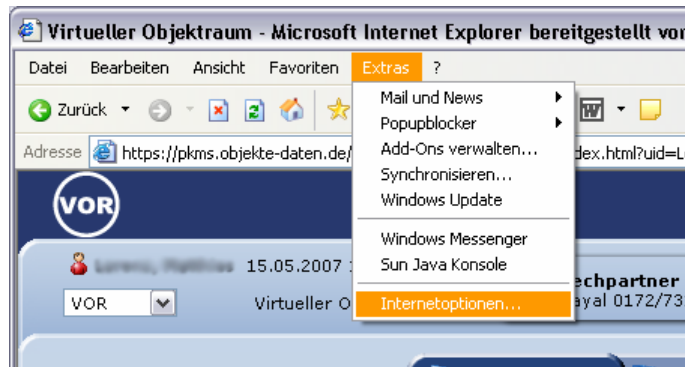 Virtueller Objektraum - Microsoft Internet Explorer bereitgestellt vor
Datei Bearbeiten Ansicht Favoriten Extras ?
Zurück
Mail und News
Popupblocker
Adresse https://pkms.objekte-daten.de/ dex.html?uid=L
Add-Ons verwalten...
Synchronisieren...
Windows Update
VOR
Windows Messenger
15.05.2007
Sun Java Konsole
echpartner
VOR Virtueller O
Internetoptionen...
ayal 0172/73